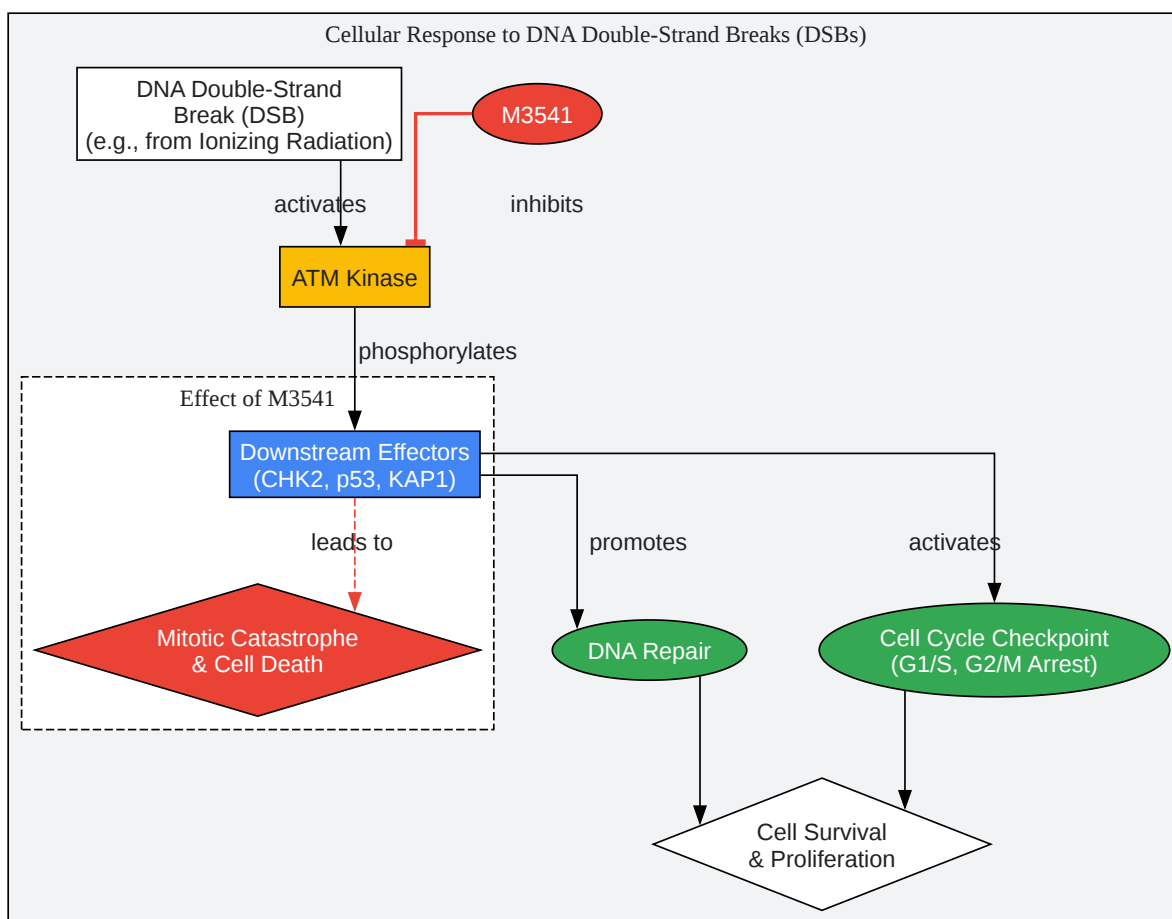 Cellular Response to DNA Double-Strand Breaks (DSBs)
DNA Double-Strand
Break (DSB)
(e.g., from Ionizing Radiation)
M3541
activates
inhibits
ATM Kinase
phosphorylates
Effect of M3541
Downstream Effectors
(CHK2, p53, KAP1)
leads to
promotes
activates
Mitotic Catastrophe
& Cell Death
DNA Repair
Cell Cycle Checkpoint
(G1/S, G2/M Arrest)
Cell Survival
& Proliferation